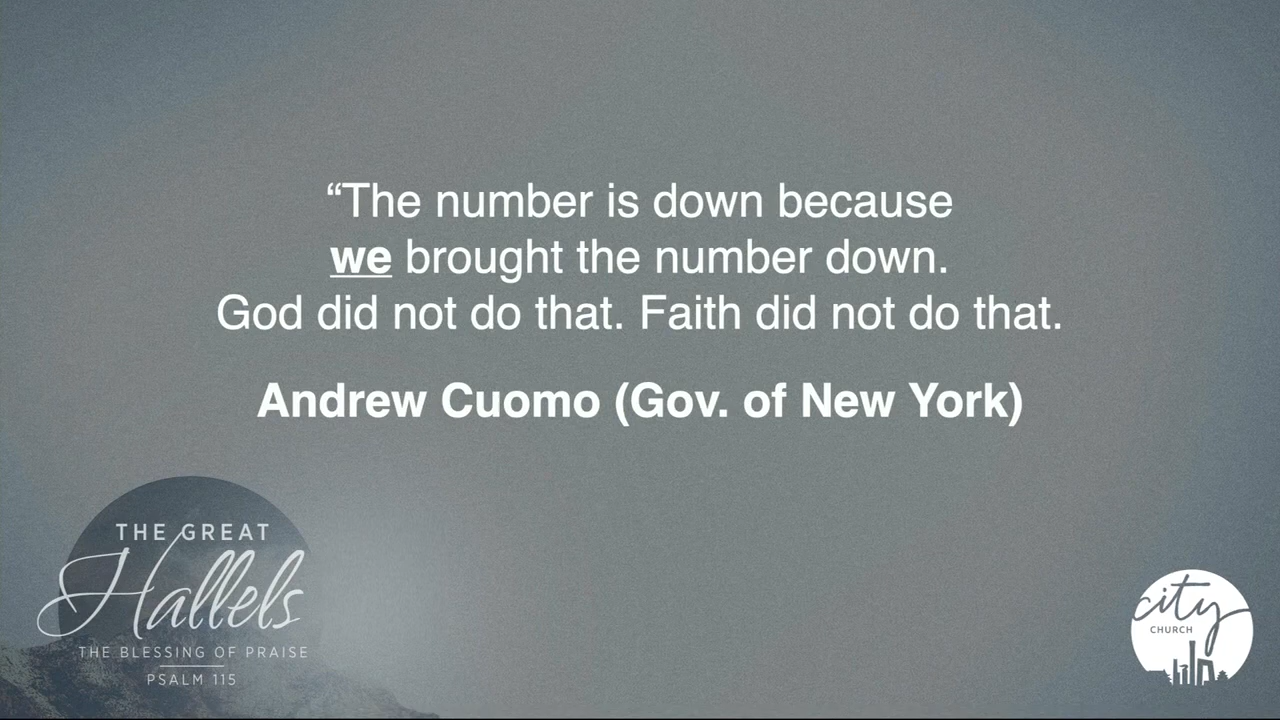 “The number is down because
we brought the number down.
God did not do that. Faith did not do that.
Andrew Cuomo (Gov. of New York)
THE GREAT
Hallels
THE BLESSING OF PRAISE
PSALM 115
city
CHURCH